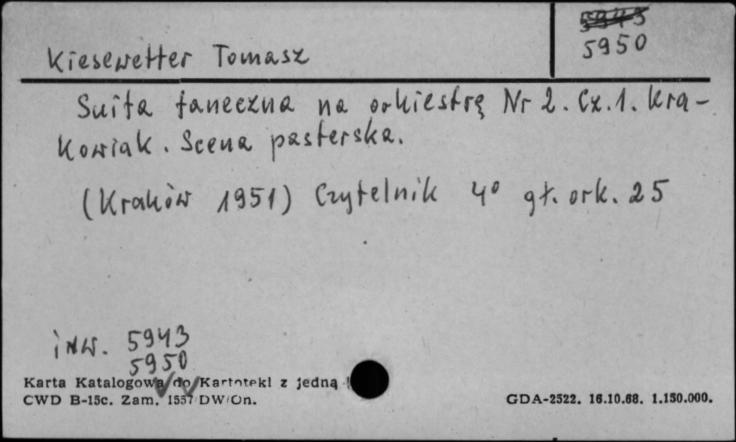 5943
5950
Kiesewetter Tomasz
Suita taneczna na orkiestrę Nr 2. Cz. 1. Kra-
kowiak. Scena pasterska.
(Kraków 1951) Czytelnik 4° gł. ork. 25
inw. 5943
5950
Karta Katalogowa do Kartoteki z jedną
CWD B-15c. Zam. 1557 DW/On.
GDA-2522. 16.10.68. 1.150.000.